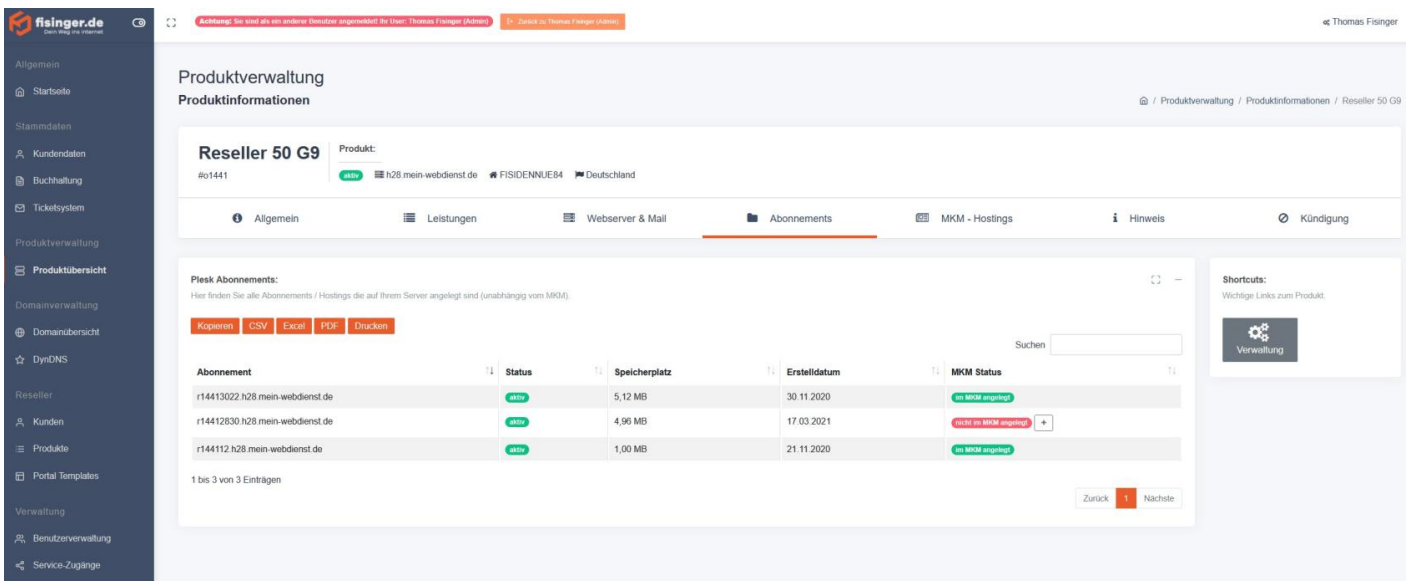 fisinger.de
Dein Weg ins Internet
Achtung: Sie sind als ein anderer Benutzer angemeldet! Ihr User: Thomas Fisinger (Admin)
Zurück zu Thomas Fisinger (Admin)
Thomas Fisinger
Allgemein
Startseite
Stammdaten
Kundendaten
Buchhaltung
Ticketsystem
Produktverwaltung
Produktübersicht
Domainverwaltung
Domainübersicht
DynDNS
Reseller
Kunden
Produkte
Portal Templates
Verwaltung
Benutzerverwaltung
Service-Zugänge
Produktverwaltung
Produktinformationen
/ Produktverwaltung / Produktinformationen / Reseller 50 G9
Reseller 50 G9
#o1441
Produkt:
aktiv h28.mein-webdienst.de FISIDENNUE84 Deutschland
Allgemein Leistungen Webserver & Mail Abonnements MKM - Hostings Hinweis Kündigung
Plesk Abonnements:
Hier finden Sie alle Abonnements / Hostings die auf Ihrem Server angelegt sind (unabhängig vom MKM).
Kopieren CSV Excel PDF Drucken
Suchen
Abonnement Status Speicherplatz Erstelldatum MKM Status
r14413022.h28.mein-webdienst.de aktiv 5,12 MB 30.11.2020 im MKM angelegt
r14412830.h28.mein-webdienst.de aktiv 4,96 MB 17.03.2021 nicht im MKM angelegt +
r144112.h28.mein-webdienst.de aktiv 1,00 MB 21.11.2020 im MKM angelegt
1 bis 3 von 3 Einträgen
Zurück 1 Nächste
Shortcuts:
Wichtige Links zum Produkt.
Verwaltung